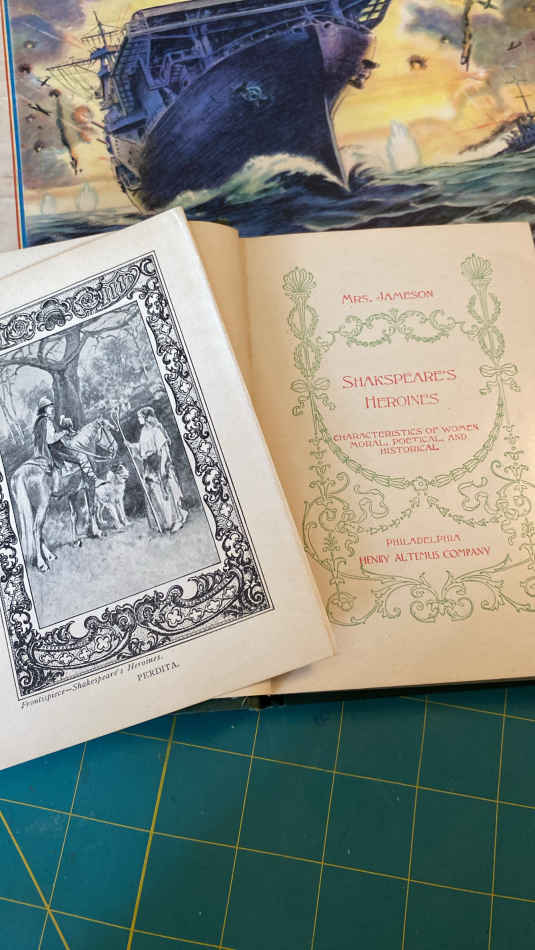 Frontispiece—Shakespeare's Heroines.
PERDITA.
MRS. JAMESON
SHAKSPEARE'S
HEROINES
CHARACTERISTICS OF WOMEN
MORAL, POETICAL, AND
HISTORICAL
PHILADELPHIA
HENRY ALTEMUS COMPANY